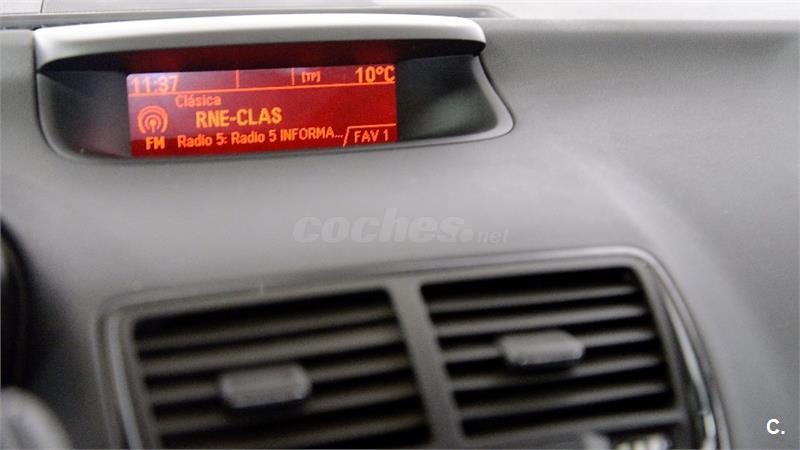 11:37 [TP] 10°C
Clásica
RNE-CLAS
FM Radio 5: Radio 5 INFORMA... FAV 1
coches.net
C.